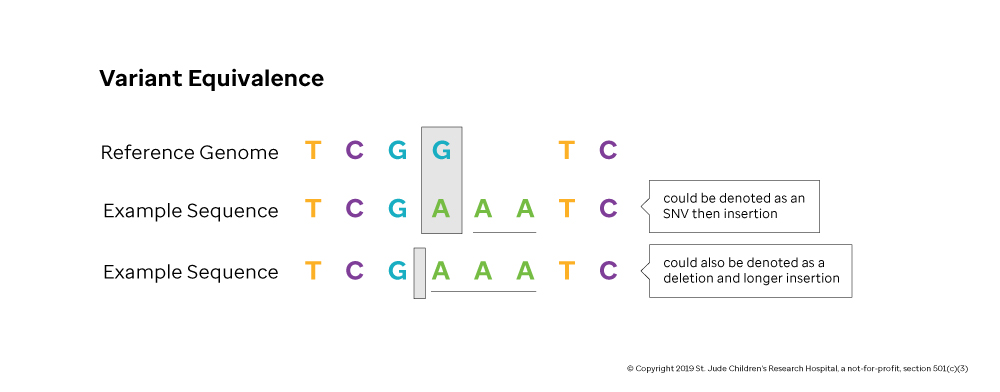 Variant Equivalence
Reference Genome T C G G T C
Example Sequence T C G A A A T C
could be denoted as an
SNV then insertion
Example Sequence T C G A A A T C
could also be denoted as a
deletion and longer insertion
© Copyright 2019 St. Jude Children's Research Hospital, a not-for-profit, section 501(c)(3)